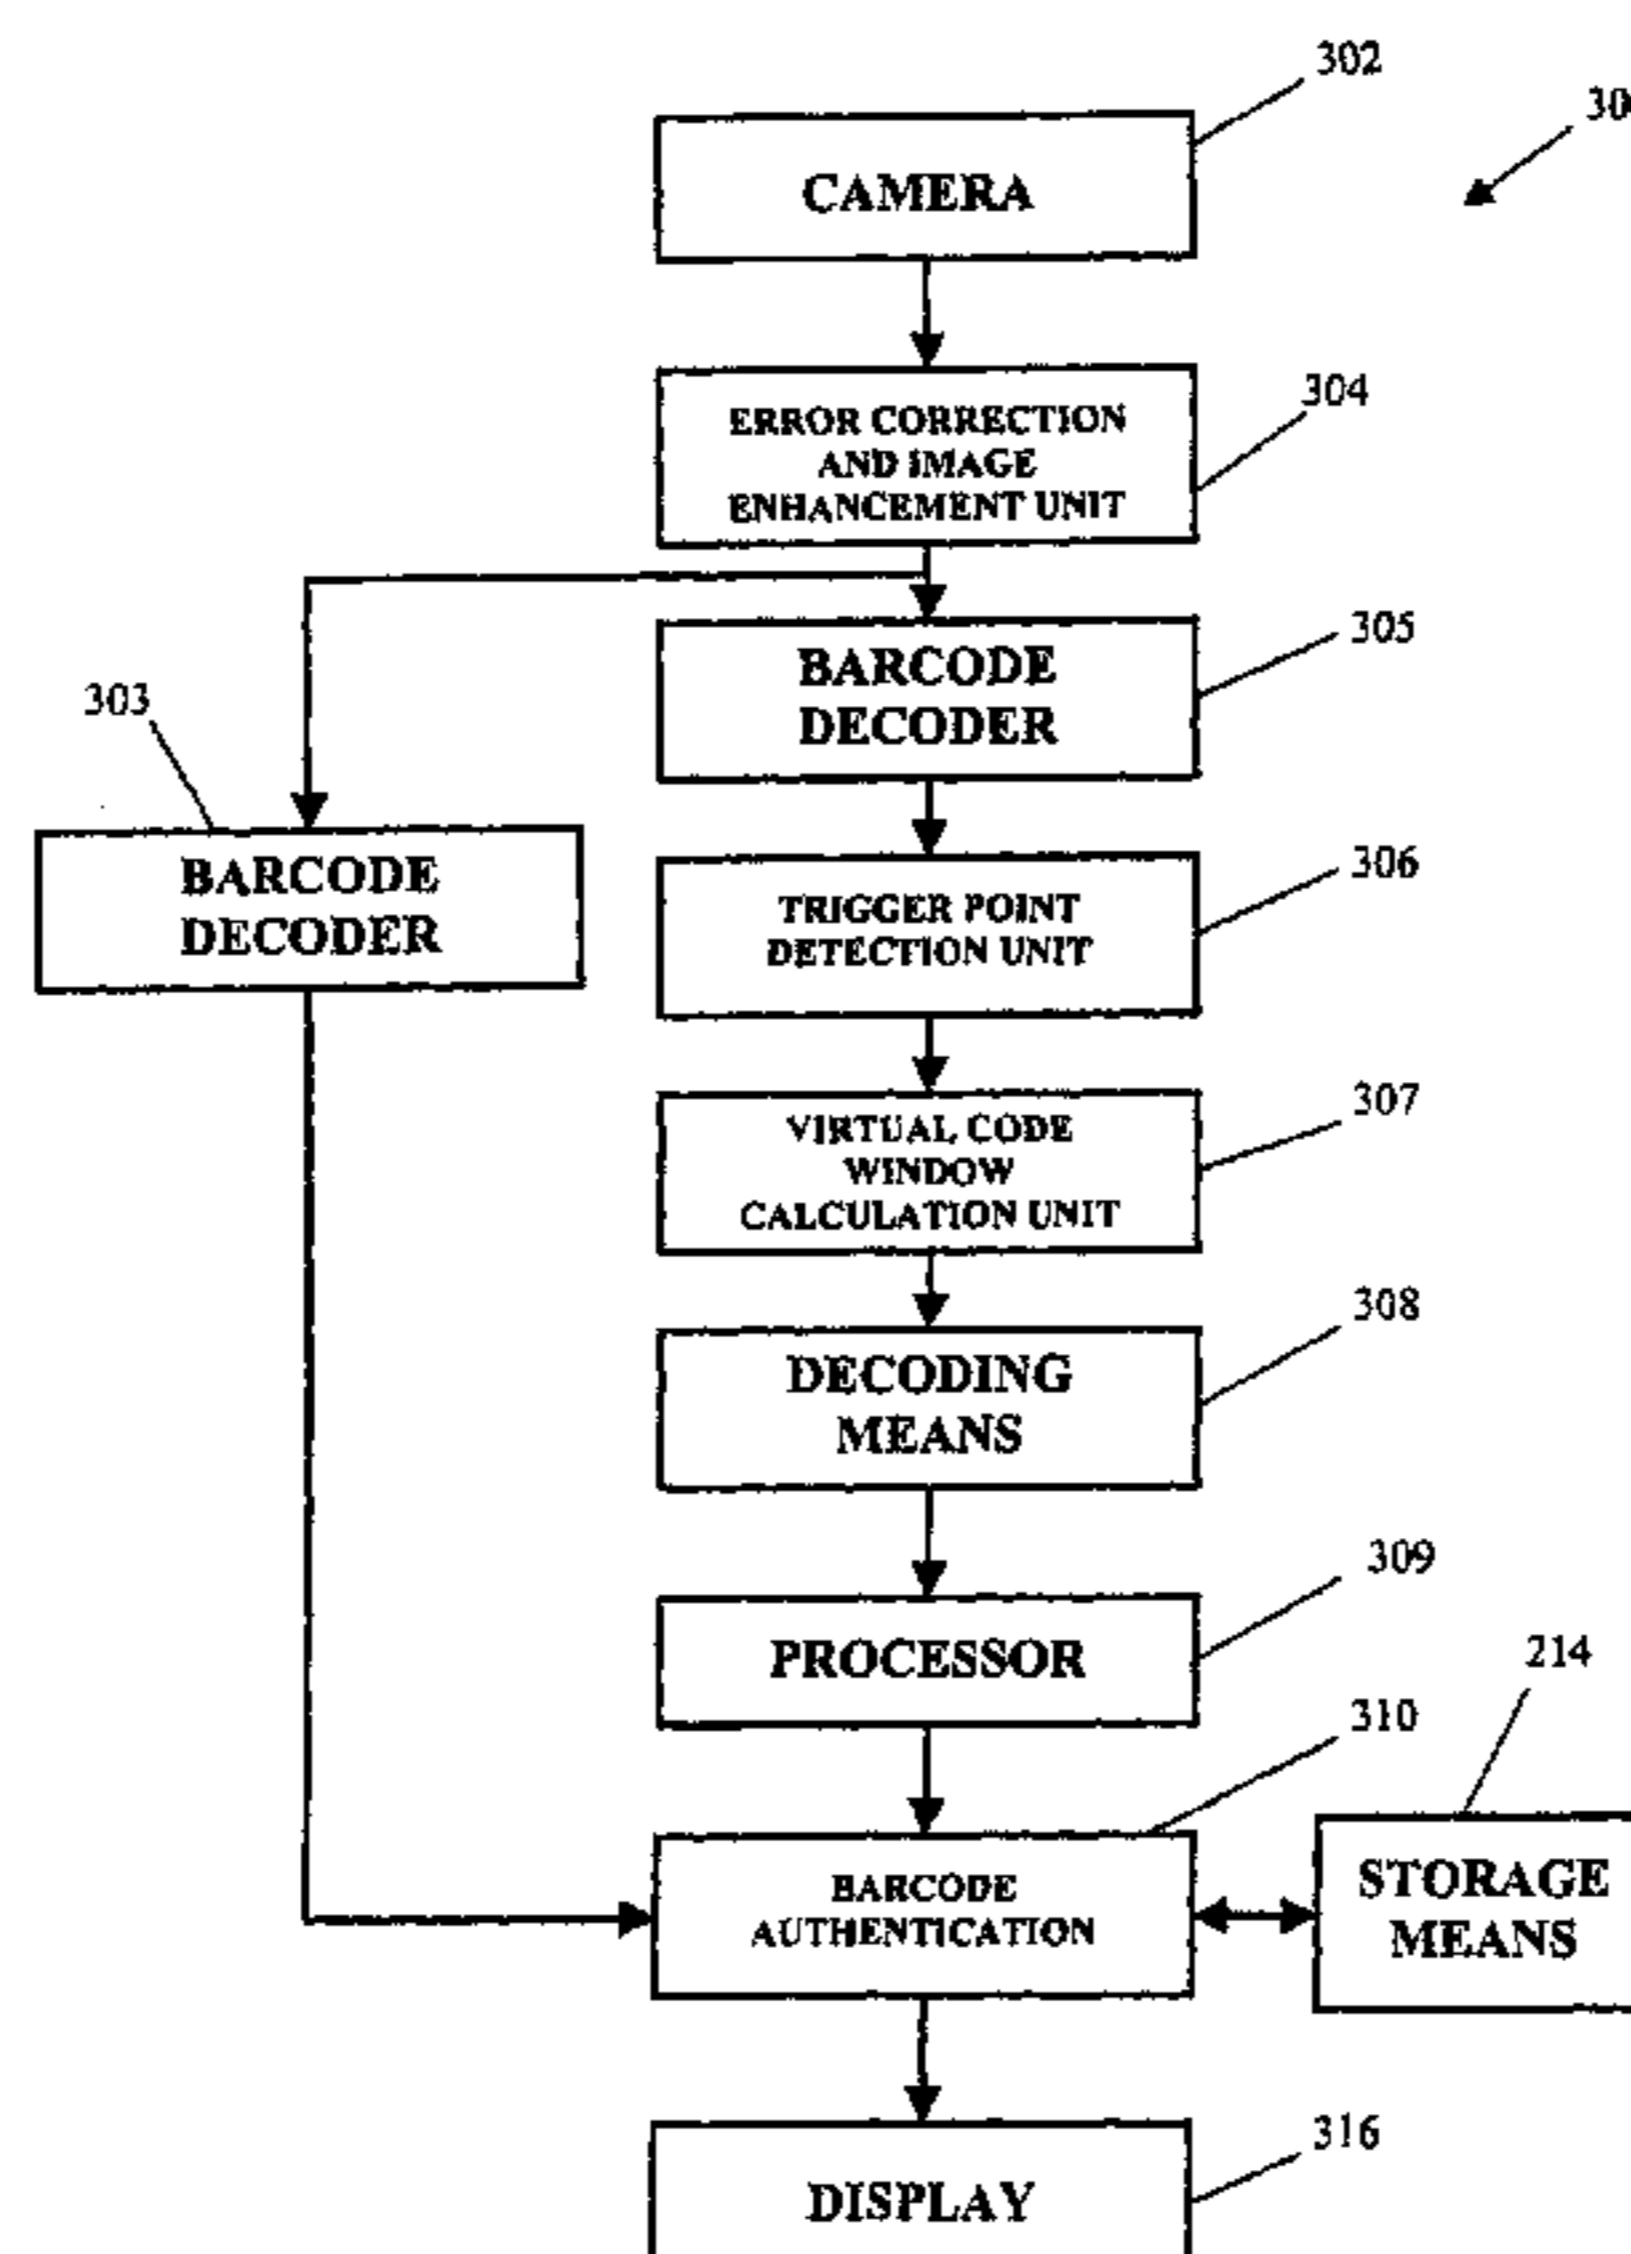 302
30
CAMERA
304
ERROR CORRECTION
AND IMAGE
ENHANCEMENT UNIT
305
BARCODE
DECODER
303
BARCODE
DECODER
306
TRIGGER POINT
DETECTION UNIT
307
VIRTUAL CODE
WINDOW
CALCULATION UNIT
308
DECODING
MEANS
309
PROCESSOR
214
310
STORAGE
MEANS
BARCODE
AUTHENTICATION
316
DISPLAY